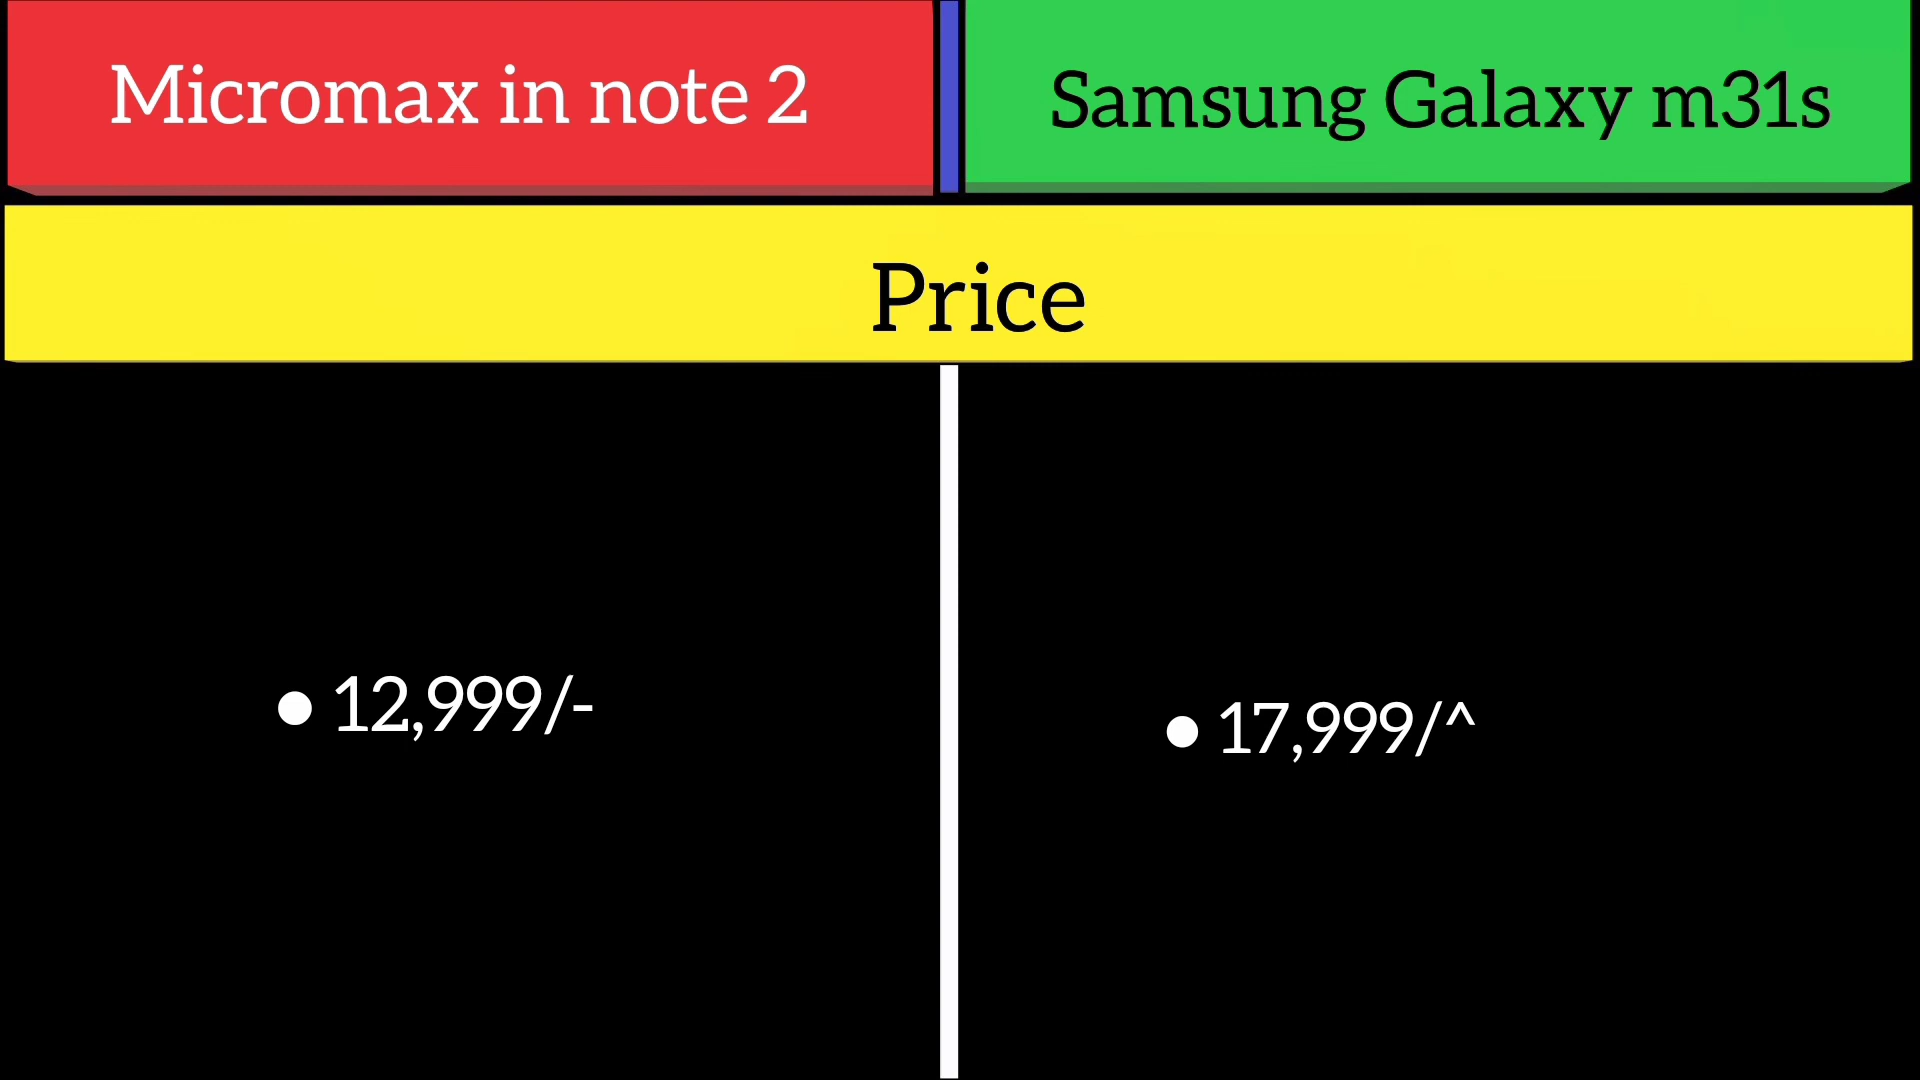 Micromax in note 2
Samsung Galaxy m31s
Price
● 12,999/-
● 17,999/^